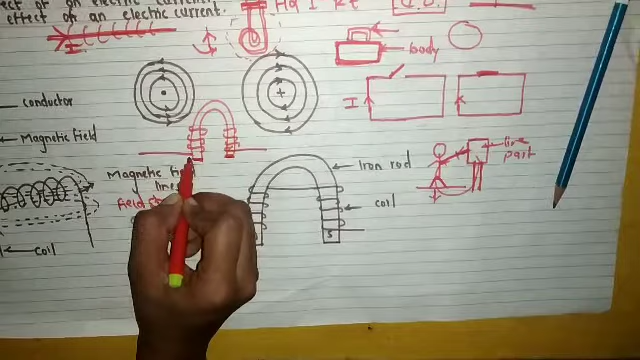 effect of an electric current.
effect of an electric current.
I
body
I
conductor
+
Magnetic field
live
part
Magnetic field
lines
Iron rod
coil
S
coil